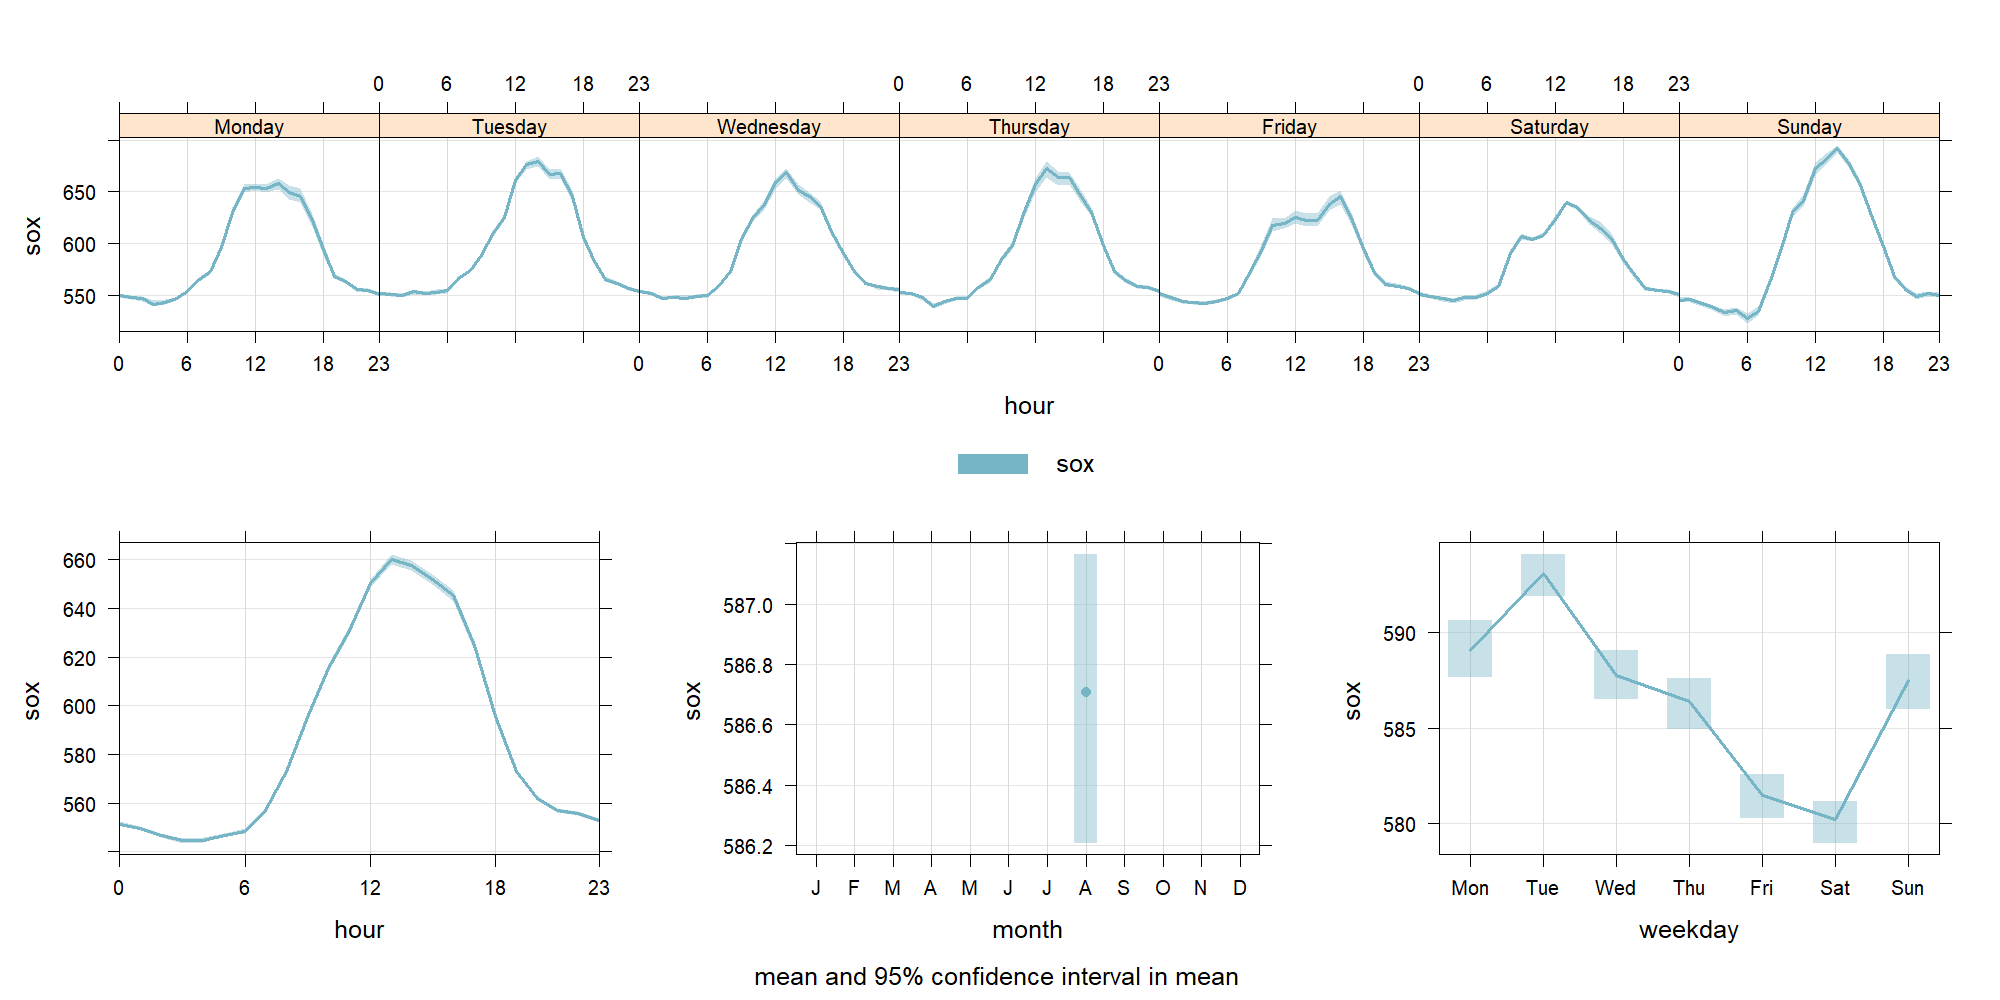 0 6 12 18 23 0 6 12 18 23 0 6 12 18 23
Monday Tuesday Wednesday Thursday Friday Saturday Sunday
650
600
550
sox
0 6 12 18 23 0 6 12 18 23 0 6 12 18 23 0 6 12 18 23
hour
sox
660
640
620
600
580
560
sox
0 6 12 18 23
hour
587.0
586.8
586.6
586.4
586.2
sox
J F M A M J J A S O N D
month
590
585
580
sox
Mon Tue Wed Thu Fri Sat Sun
weekday
mean and 95% confidence interval in mean